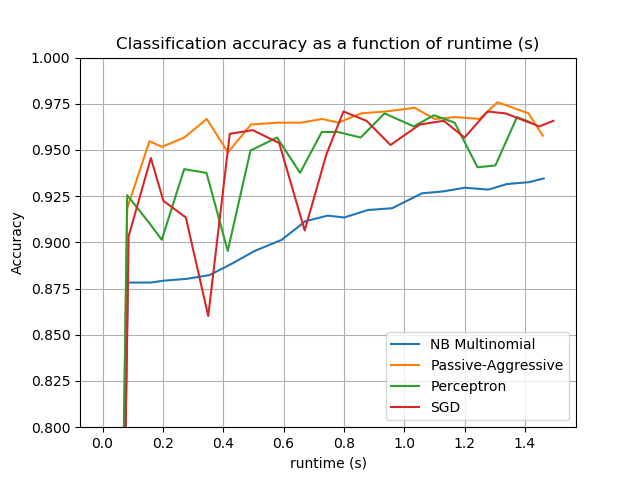 Classification accuracy as a function of runtime (s)
1.000
0.975
0.950
0.925
0.900
0.875
0.850
0.825
0.800
Accuracy
NB Multinomial
Passive-Aggressive
Perceptron
SGD
0.0 0.2 0.4 0.6 0.8 1.0 1.2 1.4
runtime (s)